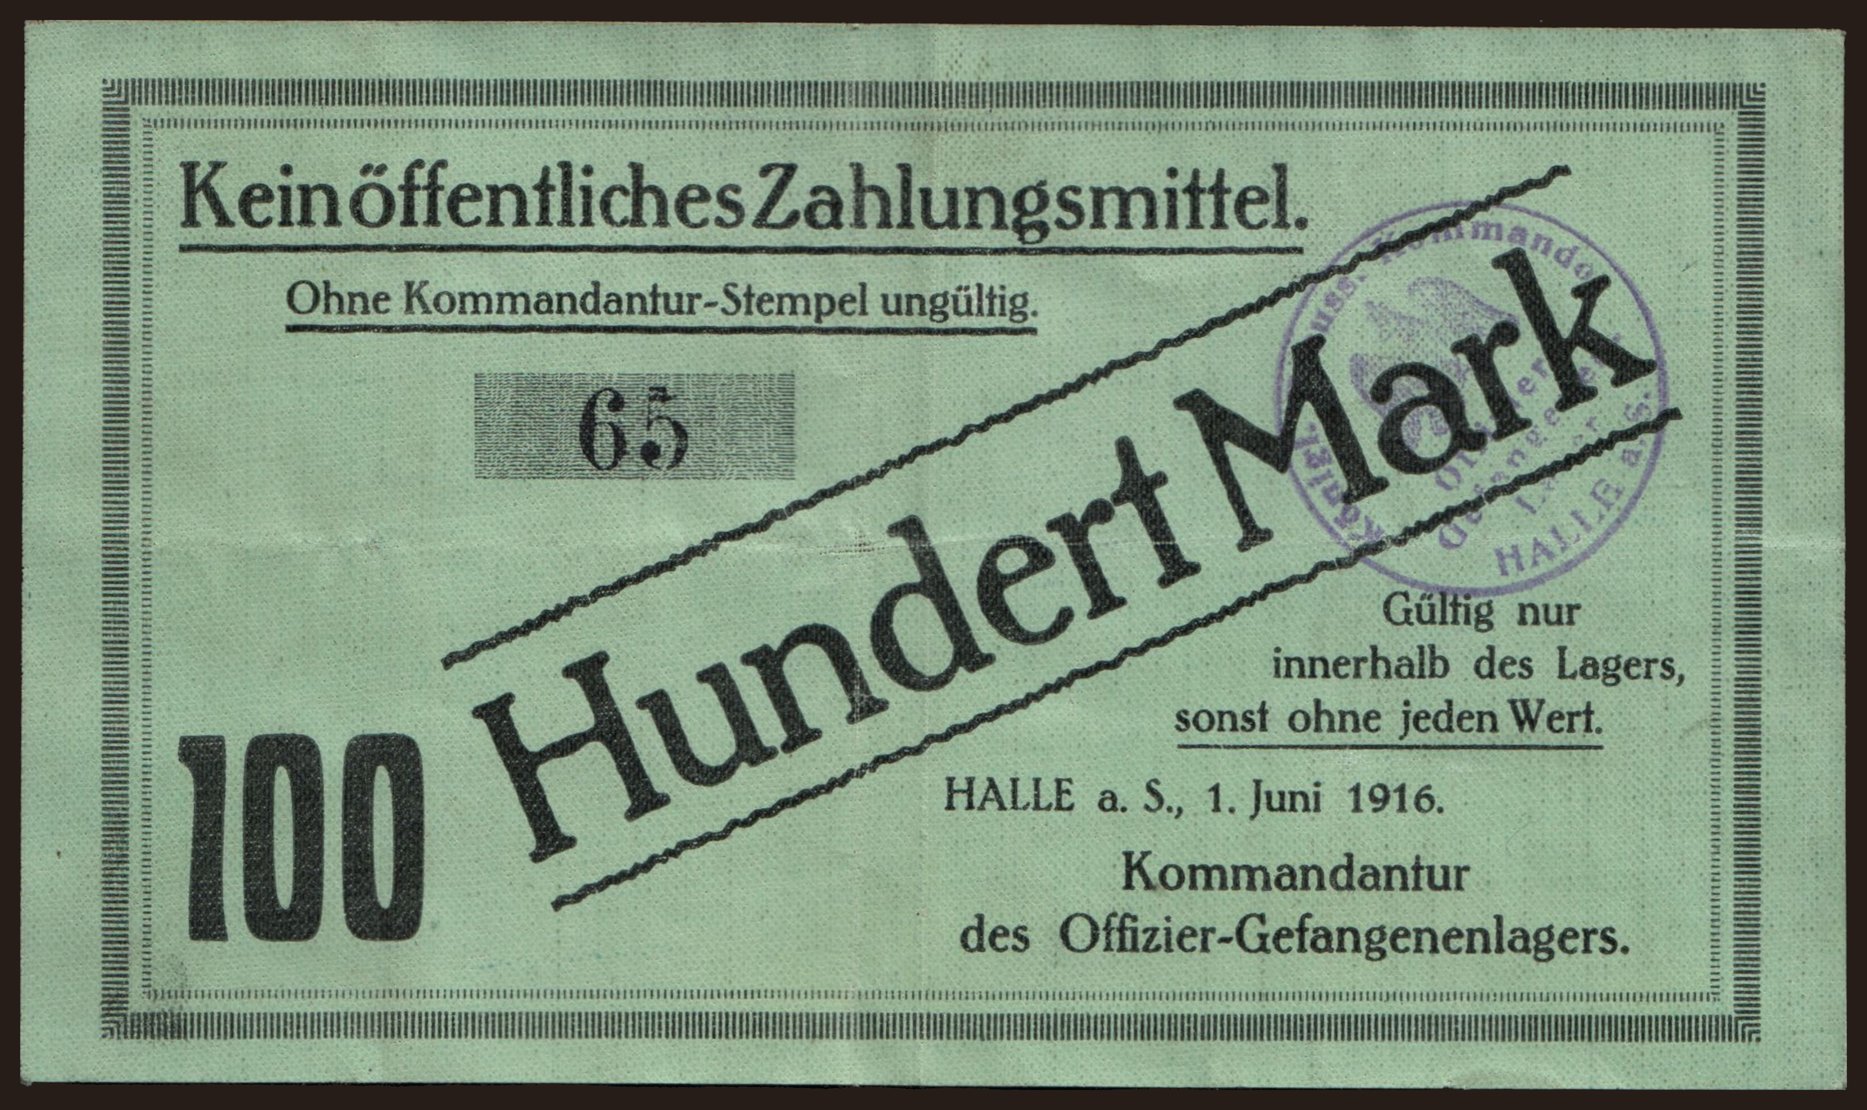 Kein öffentliches Zahlungsmittel.
Ohne Kommandantur-Stempel ungültig.
65
Hundert Mark
100
Gültig nur
innerhalb des Lagers,
sonst ohne jeden Wert.
HALLE a. S., 1. Juni 1916.
Kommandantur
des Offizier-Gefangenenlagers.
Kommando
HALLE a. S.